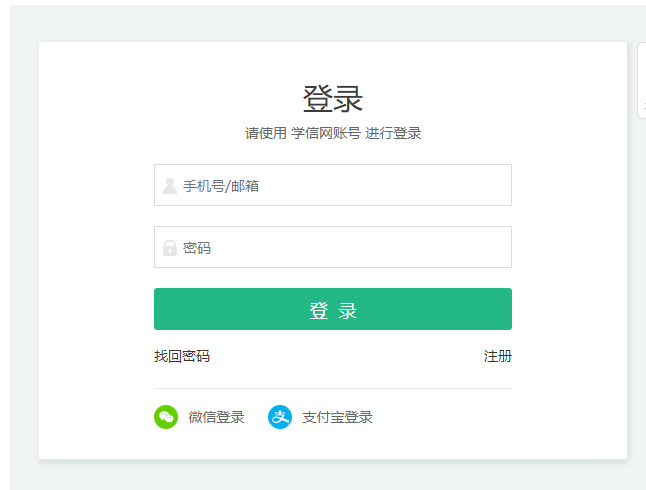 登录
请使用 学信网账号 进行登录
手机号/邮箱
密码
登 录
找回密码 注册
微信登录 支付宝登录